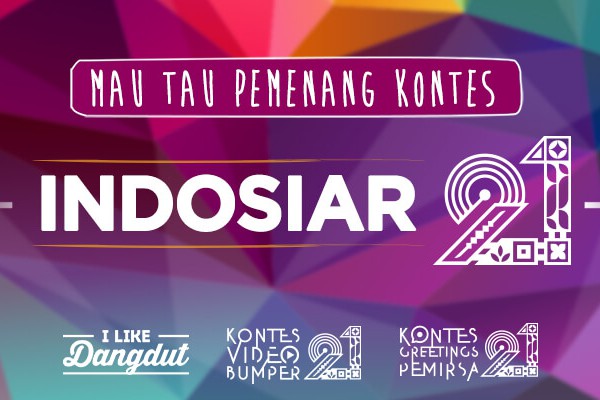 MAU TAU PEMENANG KONTES
INDOSIAR 21
I LIKE
Dangdut
KONTES
VIDEO
BUMPER 21
KONTES
GREETINGS
PEMIRSA 21